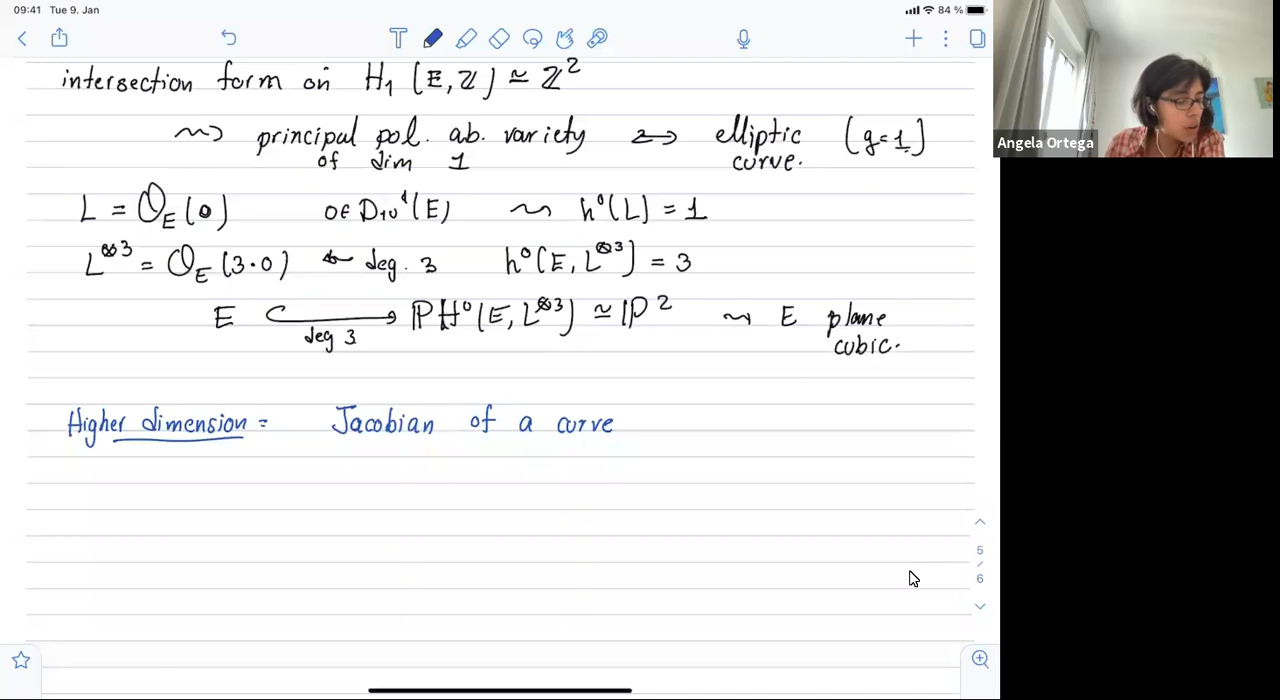 09:41 Tue 9. Jan
84 %
intersection form on H₁ (E, ℤ) ≃ ℤ²
⇝ principal pol. ab. variety ⟺ elliptic (g=1)
of dim 1 curve.
L = 𝒪_E(0) 0 ∈ Div¹(E) ⇝ h⁰(L) = 1
L^{⊗3} = 𝒪_E (3·0) ← deg. 3 h⁰(E, L^{⊗3}) = 3
E ↪ ℙH⁰(E, L^{⊗3}) ≃ ℙ² ⇝ E plane
deg 3 cubic.
Higher dimension = Jacobian of a curve
Angela Ortega
5
/
6